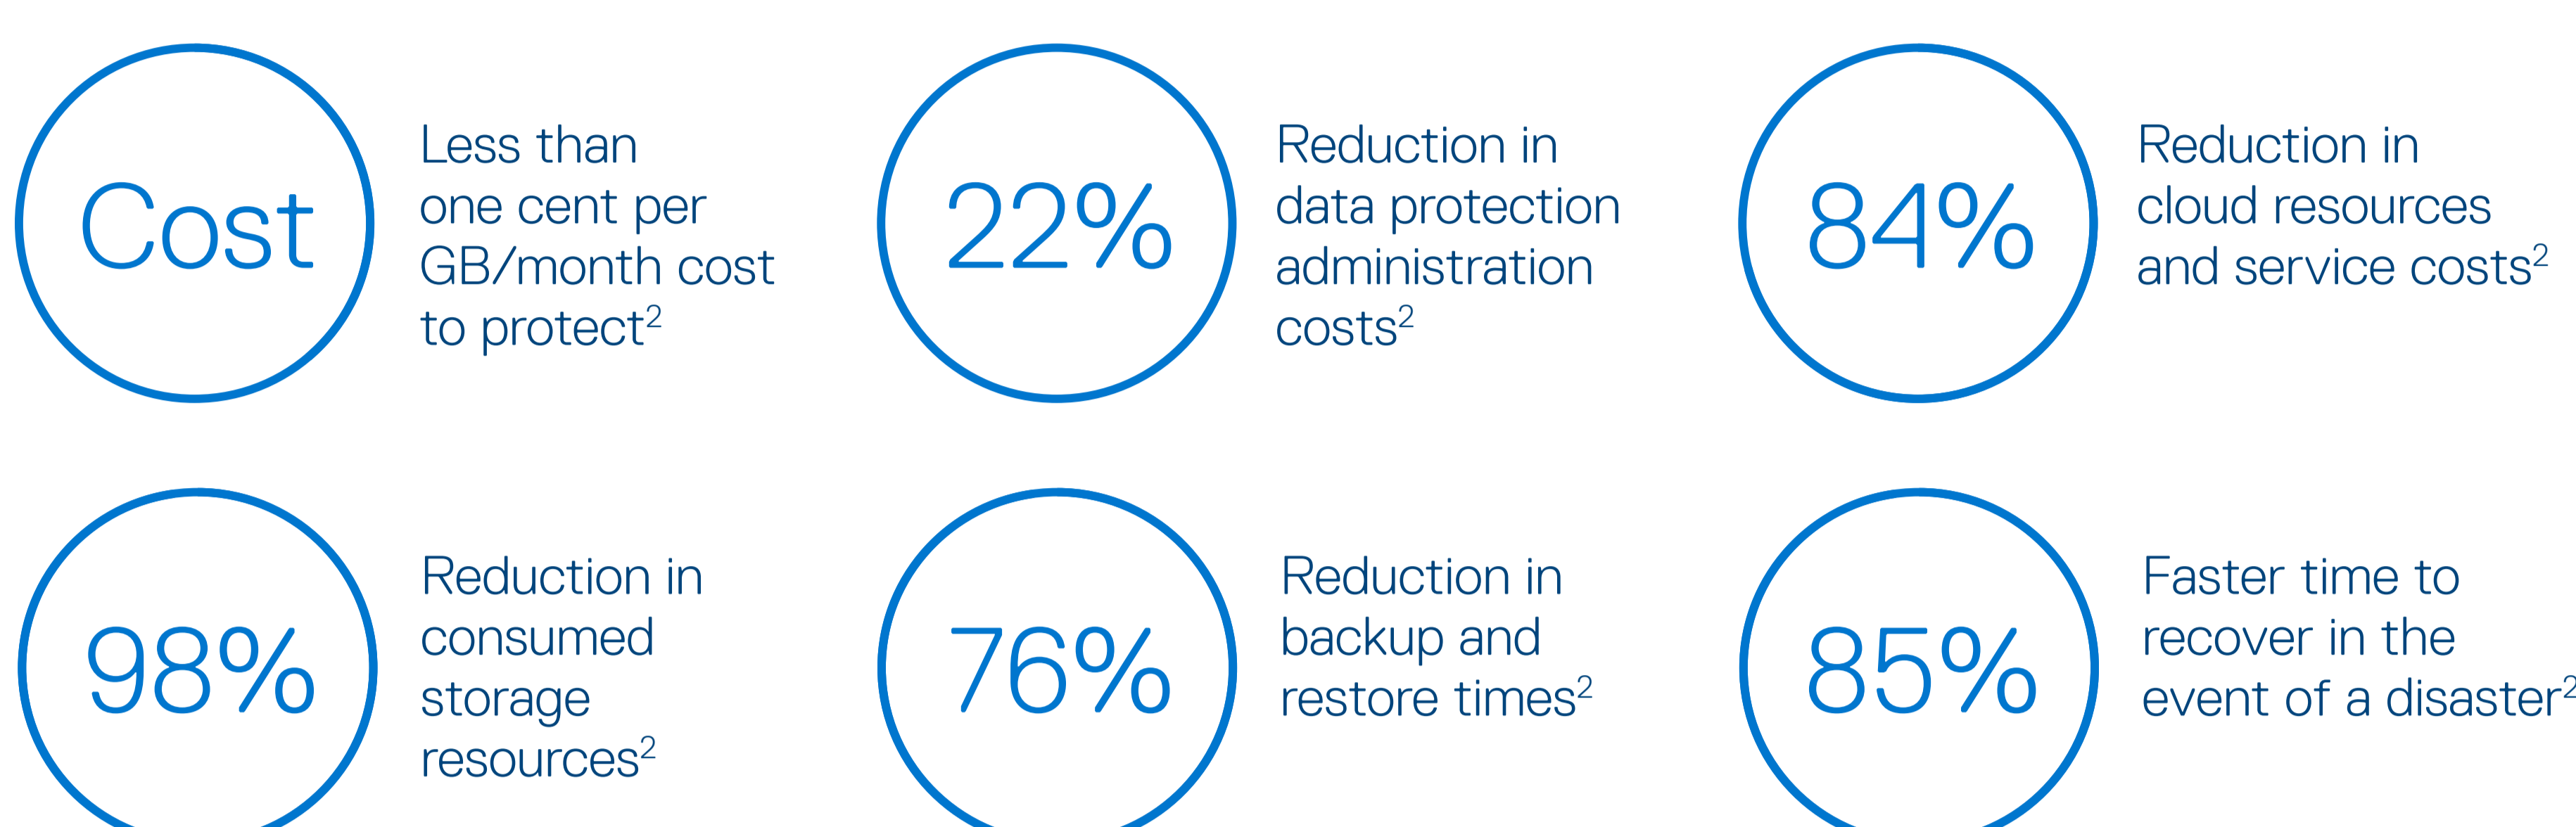 Cost
Less than
one cent per
GB/month cost
to protect²
22%
Reduction in
data protection
administration
costs²
84%
Reduction in
cloud resources
and service costs²
98%
Reduction in
consumed
storage
resources²
76%
Reduction in
backup and
restore times²
85%
Faster time to
recover in the
event of a disaster²